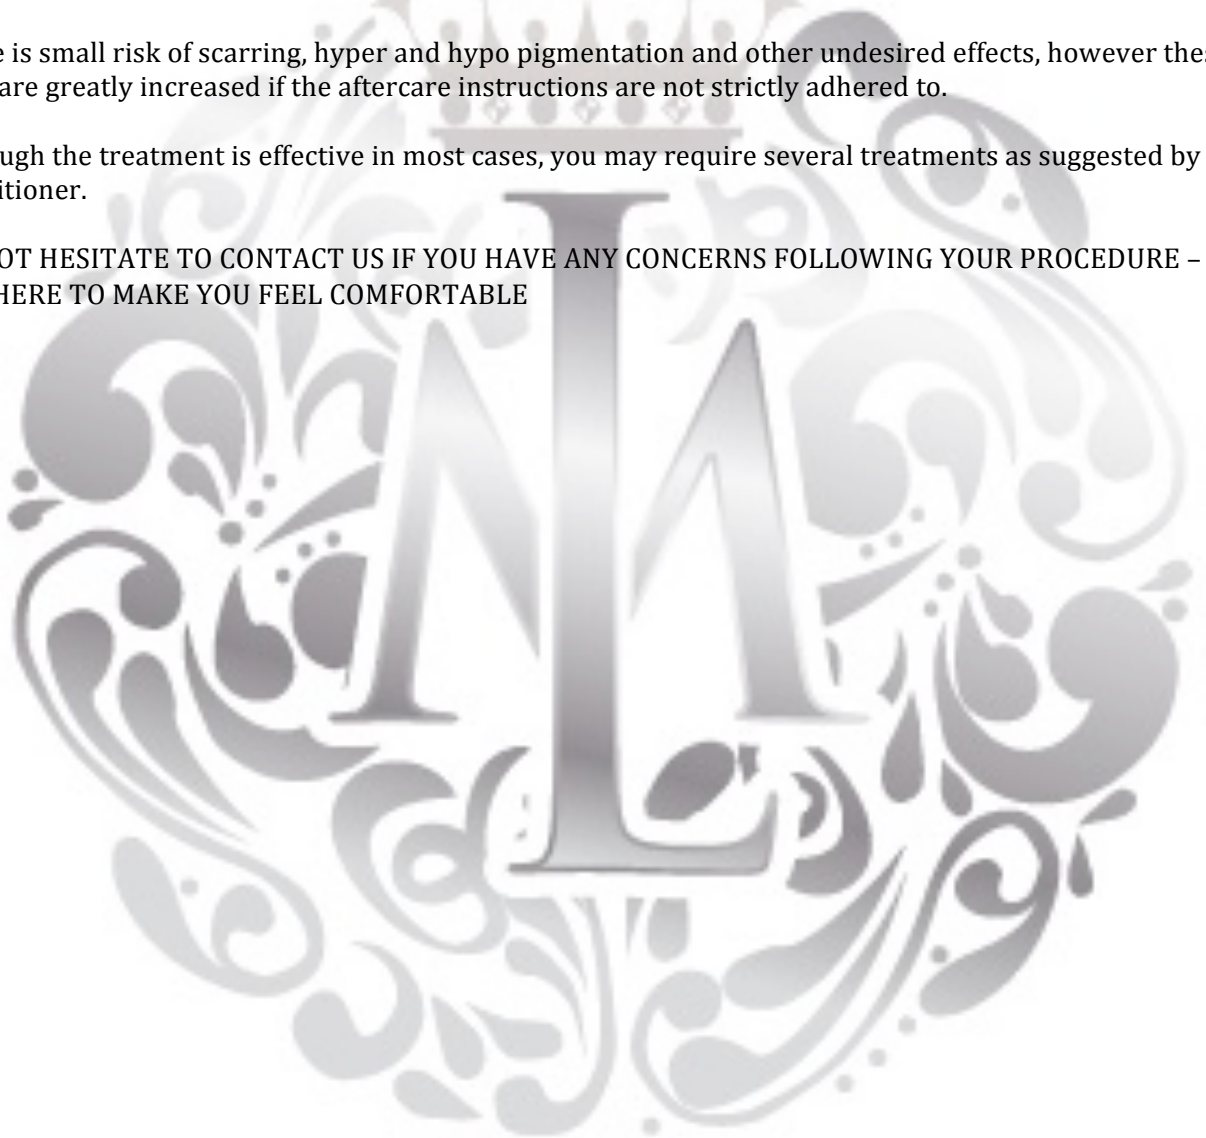 e is small risk of scarring, hyper and hypo pigmentation and other undesired effects, however thes
are greatly increased if the aftercare instructions are not strictly adhered to.
ugh the treatment is effective in most cases, you may require several treatments as suggested by
itioner.
OT HESITATE TO CONTACT US IF YOU HAVE ANY CONCERNS FOLLOWING YOUR PROCEDURE –
HERE TO MAKE YOU FEEL COMFORTABLE
M L